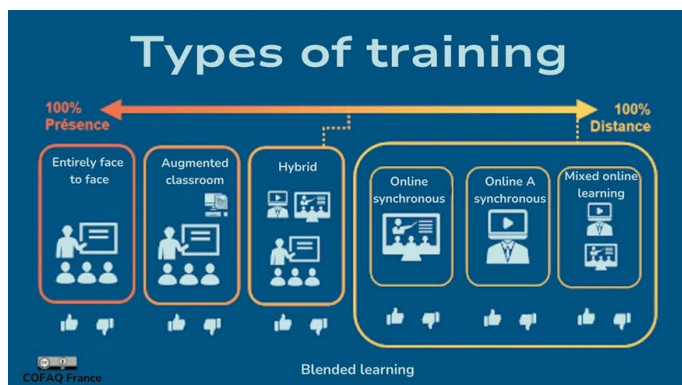 Types of training
100%
Présence
100%
Distance
Entirely face
to face
Augmented
classroom
Hybrid
Online
synchronous
Online A
synchronous
Mixed online
learning
Blended learning
COFAQ France